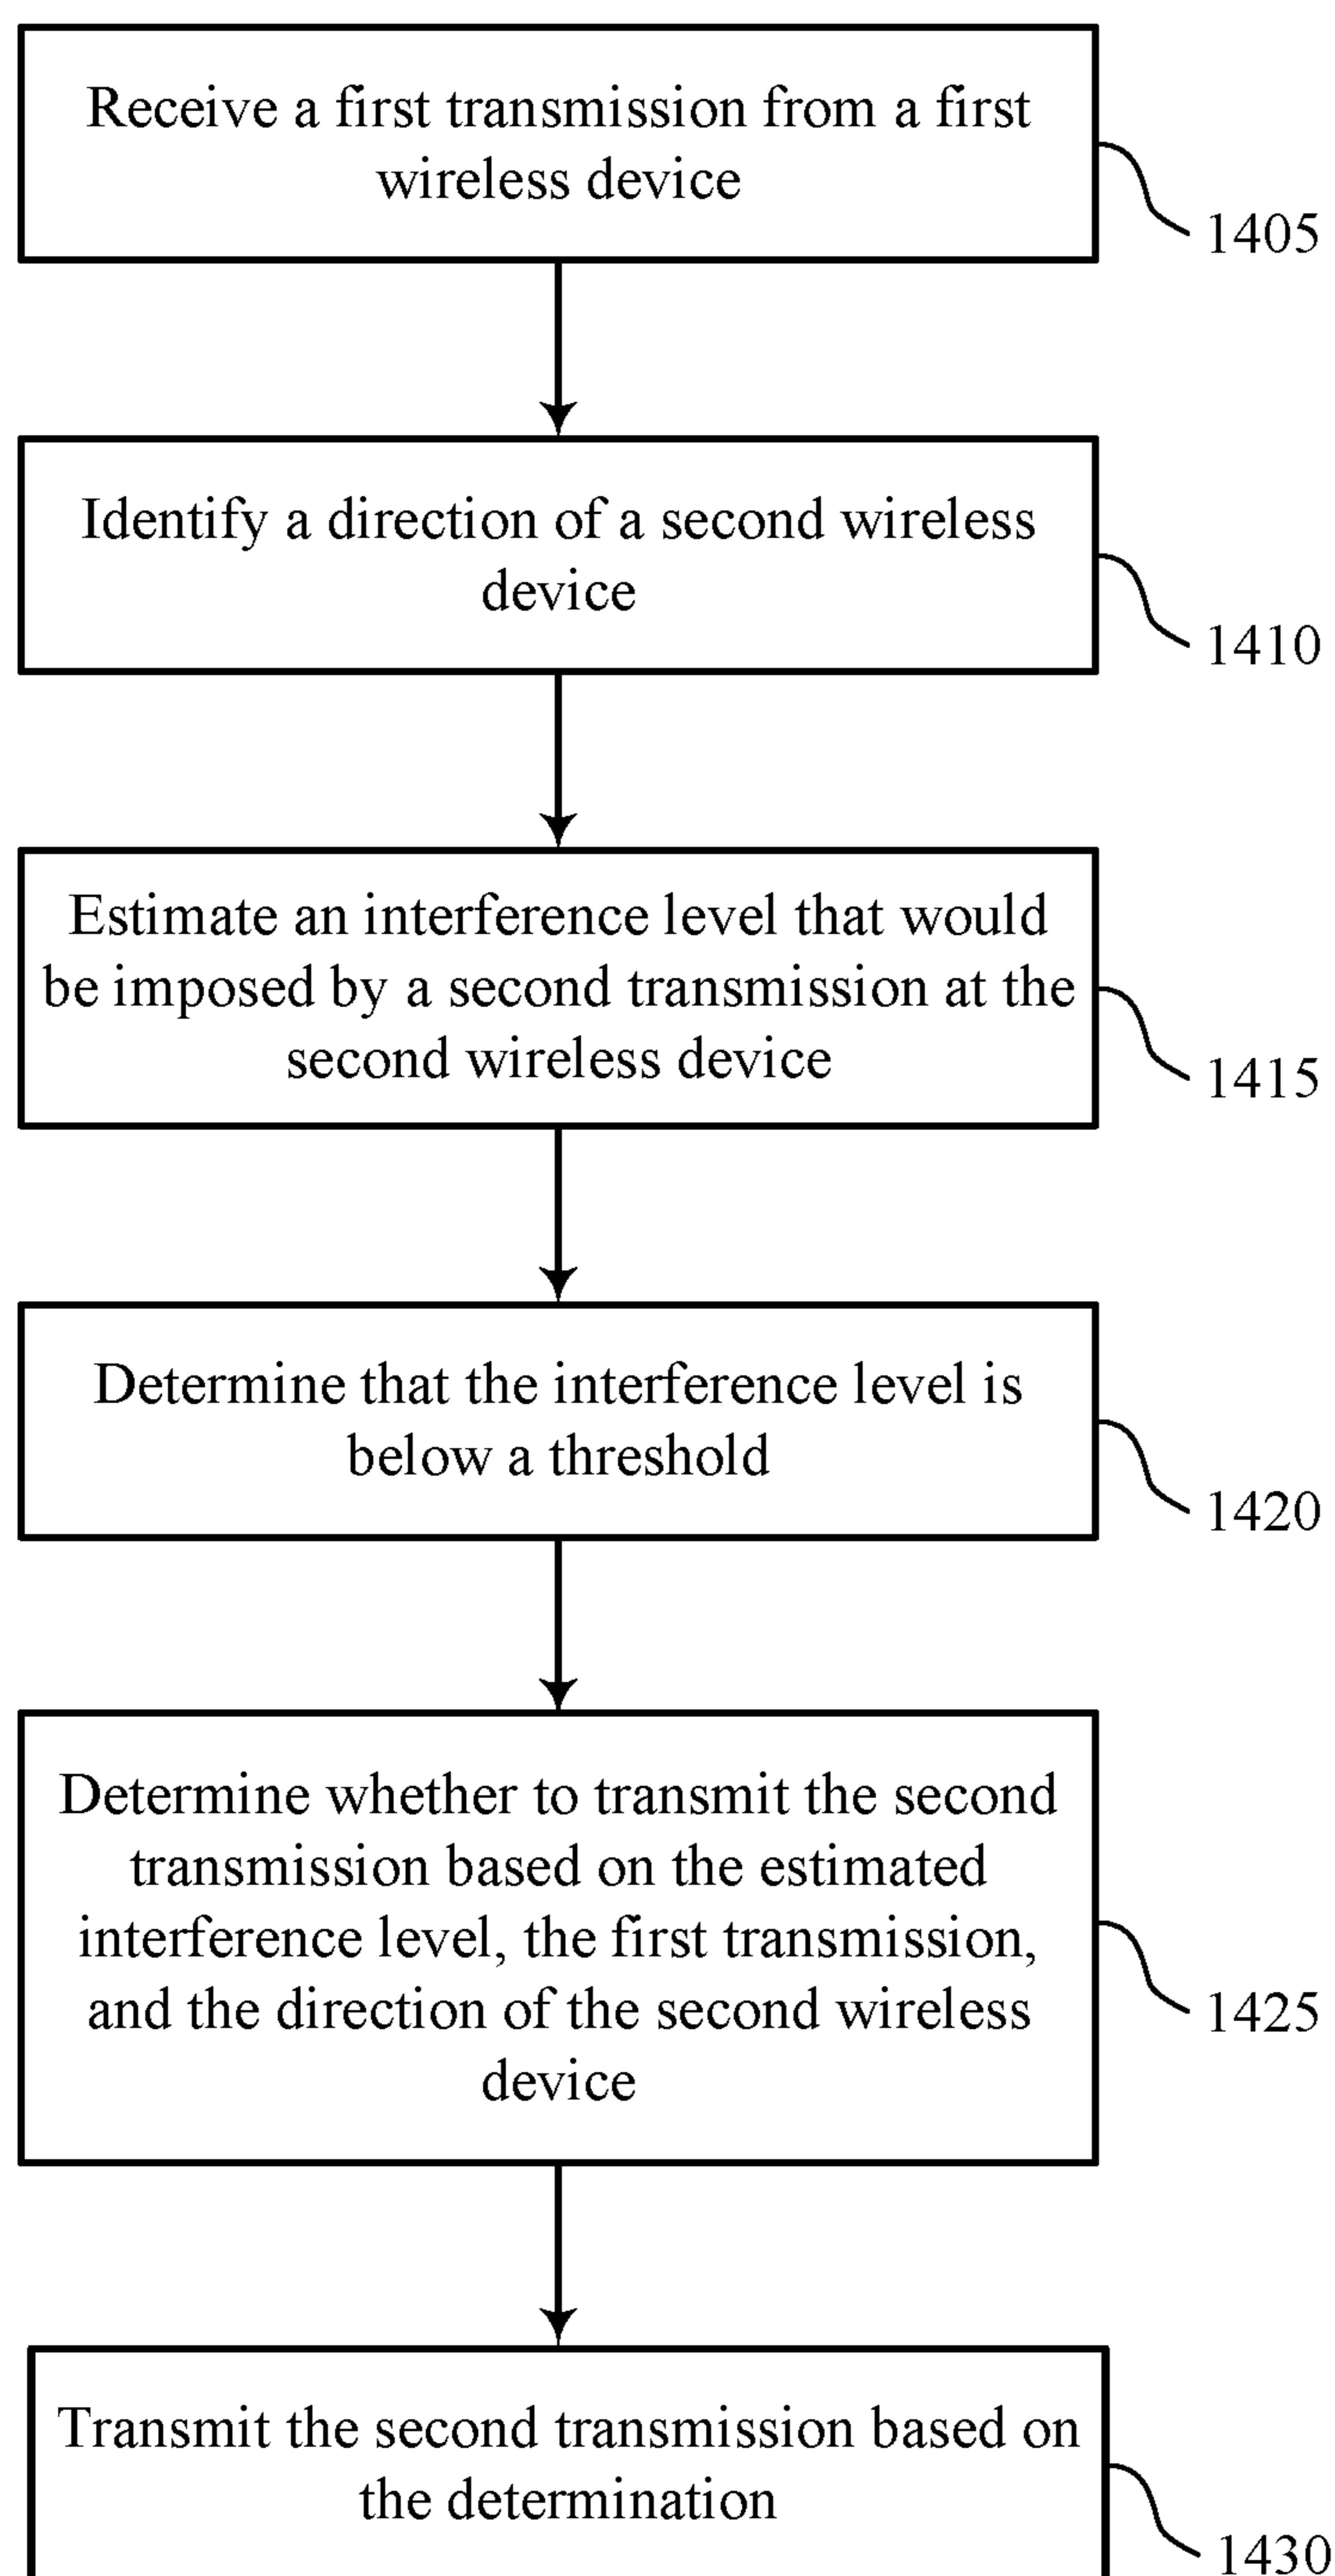 Receive a first transmission from a first
wireless device
1405
Identify a direction of a second wireless
device
1410
Estimate an interference level that would
be imposed by a second transmission at the
second wireless device
1415
Determine that the interference level is
below a threshold
1420
Determine whether to transmit the second
transmission based on the estimated
interference level, the first transmission,
and the direction of the second wireless
device
1425
Transmit the second transmission based on
the determination
1430